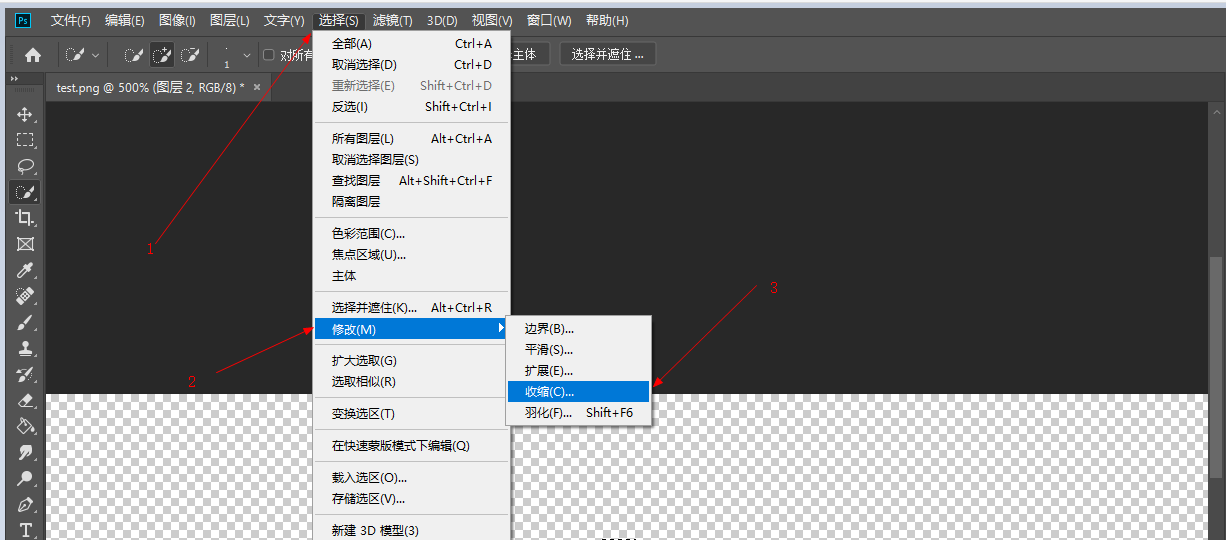 Ps 文件(F) 编辑(E) 图像(I) 图层(L) 文字(Y) 选择(S) 滤镜(T) 3D(D) 视图(V) 窗口(W) 帮助(H)
1 对所有 主体 选择并遮住 ...
test.png @ 500% (图层 2, RGB/8) * ×
全部(A) Ctrl+A
取消选择(D) Ctrl+D
重新选择(E) Shift+Ctrl+D
反选(I) Shift+Ctrl+I
所有图层(L) Alt+Ctrl+A
取消选择图层(S)
查找图层 Alt+Shift+Ctrl+F
隔离图层
色彩范围(C)...
焦点区域(U)...
主体
选择并遮住(K)... Alt+Ctrl+R
修改(M)
扩大选取(G)
选取相似(R)
变换选区(T)
在快速蒙版模式下编辑(Q)
载入选区(O)...
存储选区(V)...
新建 3D 模型(3)
边界(B)...
平滑(S)...
扩展(E)...
收缩(C)...
羽化(F)... Shift+F6
1
2
3